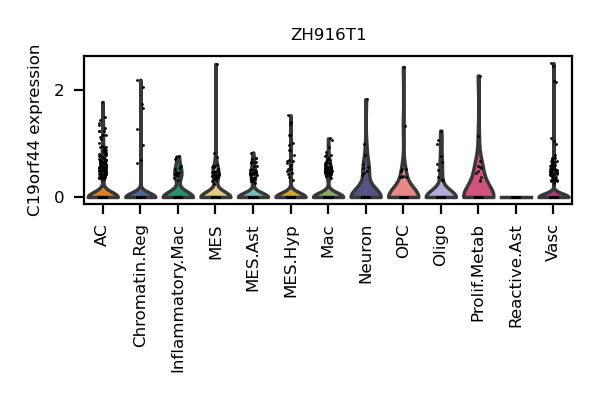 ZH916T1
C19orf44 expression
2
0
AC
Chromatin.Reg
Inflammatory.Mac
MES
MES.Ast
MES.Hyp
Mac
Neuron
OPC
Oligo
Prolif.Metab
Reactive.Ast
Vasc